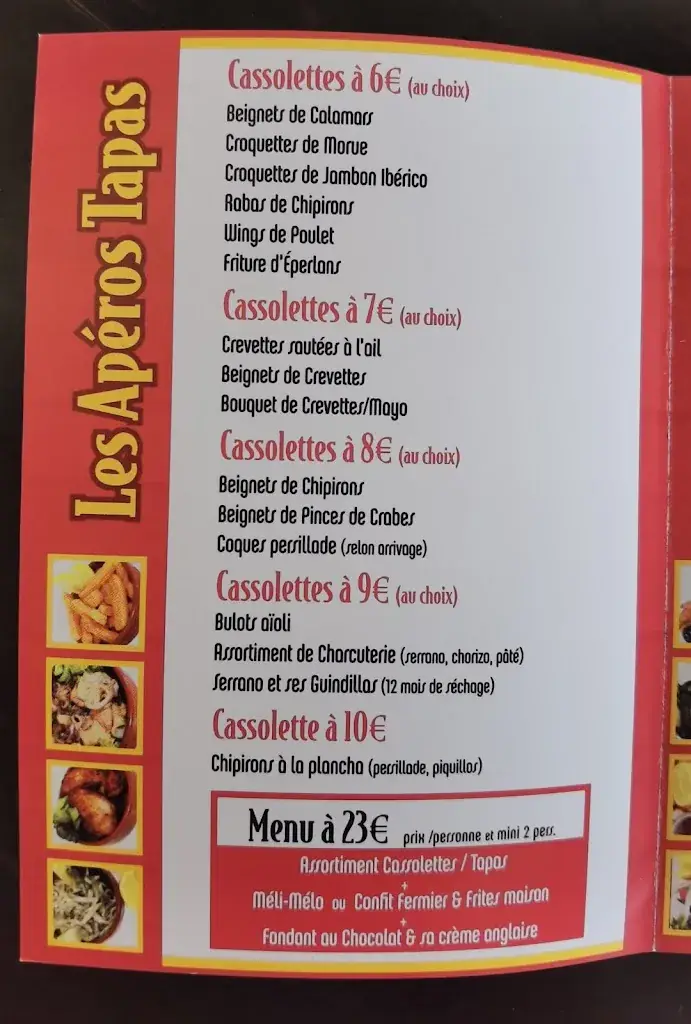 Les Apéros Tapas
Cassolettes à 6€ (au choix)
Beignets de Calamars
Croquettes de Morue
Croquettes de Jambon Ibérico
Rabas de Chipirons
Wings de Poulet
Friture d'Éperlans
Cassolettes à 7€ (au choix)
Crevettes sautées à l'ail
Beignets de Crevettes
Bouquet de Crevettes/Mayo
Cassolettes à 8€ (au choix)
Beignets de Chipirons
Beignets de Pinces de Crabes
Coques persillade (selon arrivage)
Cassolettes à 9€ (au choix)
Bulots aïoli
Assortiment de Charcuterie (serrano, chorizo, pâté)
Serrano et ses Guindillas (12 mois de séchage)
Cassolette à 10€
Chipirons à la plancha (persillade, piquillos)
Menu à 23€ prix /personne et mini 2 pers.
Assortiment Cassolettes / Tapas
+
Méli-Mélo ou Confit Fermier & Frites maison
+
Fondant au Chocolat & sa crème anglaise